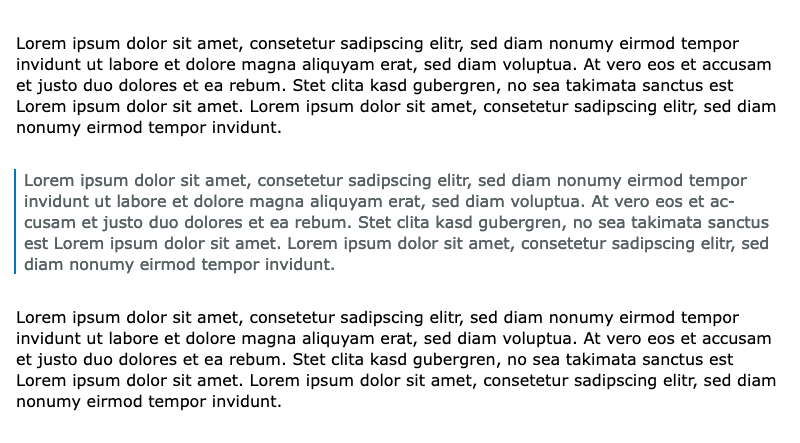 Lorem ipsum dolor sit amet, consetetur sadipscing elitr, sed diam nonumy eirmod tempor
invidunt ut labore et dolore magna aliquyam erat, sed diam voluptua. At vero eos et accusam
et justo duo dolores et ea rebum. Stet clita kasd gubergren, no sea takimata sanctus est
Lorem ipsum dolor sit amet. Lorem ipsum dolor sit amet, consetetur sadipscing elitr, sed diam
nonumy eirmod tempor invidunt.
Lorem ipsum dolor sit amet, consetetur sadipscing elitr, sed diam nonumy eirmod tempor
invidunt ut labore et dolore magna aliquyam erat, sed diam voluptua. At vero eos et ac-
cusam et justo duo dolores et ea rebum. Stet clita kasd gubergren, no sea takimata sanctus
est Lorem ipsum dolor sit amet. Lorem ipsum dolor sit amet, consetetur sadipscing elitr, sed
diam nonumy eirmod tempor invidunt.
Lorem ipsum dolor sit amet, consetetur sadipscing elitr, sed diam nonumy eirmod tempor
invidunt ut labore et dolore magna aliquyam erat, sed diam voluptua. At vero eos et accusam
et justo duo dolores et ea rebum. Stet clita kasd gubergren, no sea takimata sanctus est
Lorem ipsum dolor sit amet. Lorem ipsum dolor sit amet, consetetur sadipscing elitr, sed diam
nonumy eirmod tempor invidunt.